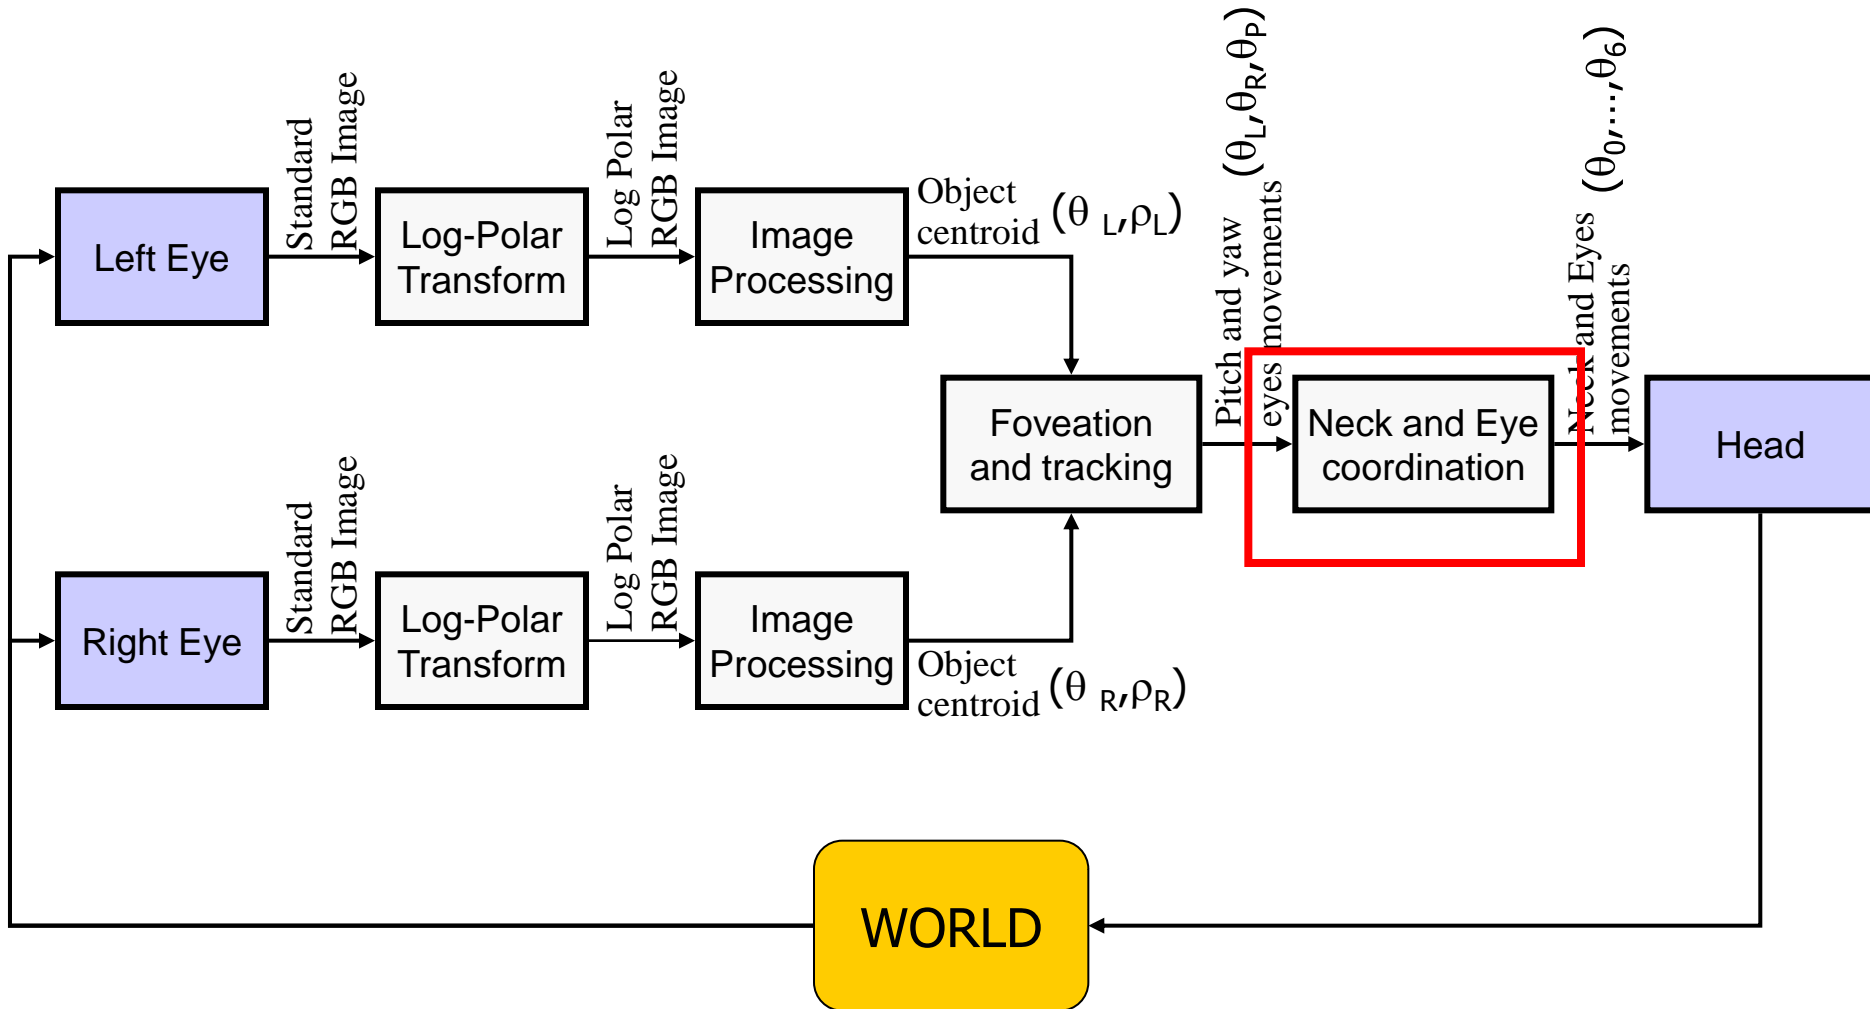 Left Eye
Standard
RGB Image
Log-Polar
Transform
Log Polar
RGB Image
Image
Processing
Object
centroid (θ L,ρL)
Right Eye
Standard
RGB Image
Log-Polar
Transform
Log Polar
RGB Image
Image
Processing
Object
centroid (θ R,ρR)
Foveation
and tracking
Pitch and yaw
eyes movements (θL,θR,θP)
Neck and Eye
coordination
Neck and Eyes (θ0,...,θ6)
movements
Head
WORLD